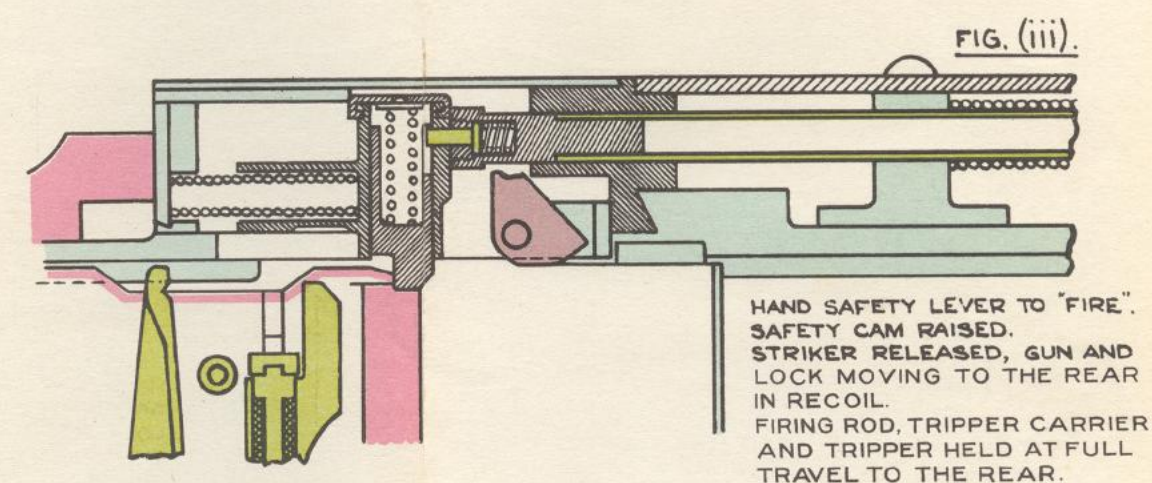 FIG. (iii).
HAND SAFETY LEVER TO "FIRE".
SAFETY CAM RAISED.
STRIKER RELEASED, GUN AND
LOCK MOVING TO THE REAR
IN RECOIL.
FIRING ROD, TRIPPER CARRIER
AND TRIPPER HELD AT FULL
TRAVEL TO THE REAR.